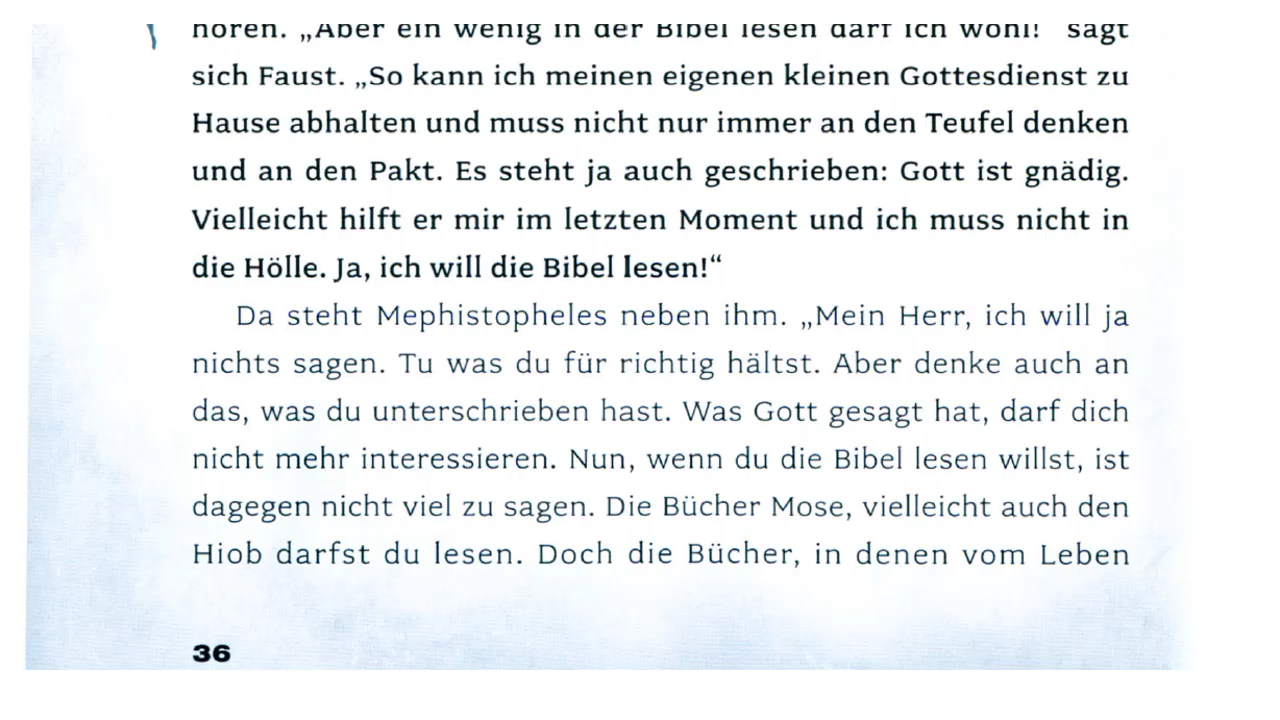 hören. „Aber ein wenig in der Bibel lesen darf ich wohl!“ sagt
sich Faust. „So kann ich meinen eigenen kleinen Gottesdienst zu
Hause abhalten und muss nicht nur immer an den Teufel denken
und an den Pakt. Es steht ja auch geschrieben: Gott ist gnädig.
Vielleicht hilft er mir im letzten Moment und ich muss nicht in
die Hölle. Ja, ich will die Bibel lesen!“
Da steht Mephistopheles neben ihm. „Mein Herr, ich will ja
nichts sagen. Tu was du für richtig hältst. Aber denke auch an
das, was du unterschrieben hast. Was Gott gesagt hat, darf dich
nicht mehr interessieren. Nun, wenn du die Bibel lesen willst, ist
dagegen nicht viel zu sagen. Die Bücher Mose, vielleicht auch den
Hiob darfst du lesen. Doch die Bücher, in denen vom Leben
36